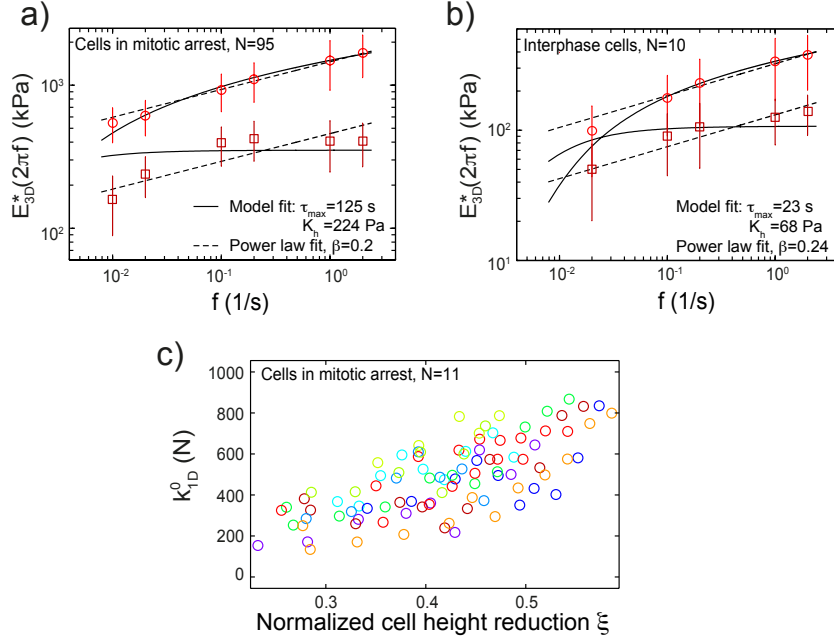 a)
Cells in mitotic arrest, N=95
10³
10²
E*3D(2πf) (kPa)
Model fit: τmax=125 s
Kh=224 Pa
Power law fit, β=0.2
10⁻² 10⁻¹ 10⁰
f (1/s)
b)
Interphase cells, N=10
10²
10¹
E*3D(2πf) (kPa)
Model fit: τmax=23 s
Kh=68 Pa
Power law fit, β=0.24
10⁻² 10⁻¹ 10⁰
f (1/s)
c)
Cells in mitotic arrest, N=11
1000
800
600
400
200
0
k⁰1D (N)
0.3 0.4 0.5
Normalized cell height reduction ξ